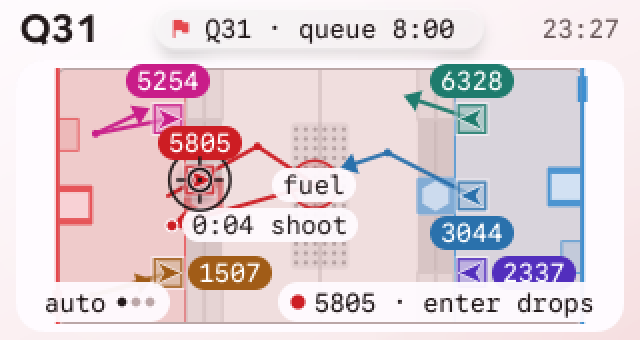 Q31
Q31 · queue 8:00
23:27
5254
6328
5805
fuel
0:04 shoot
3044
1507
2337
auto
5805 · enter drops